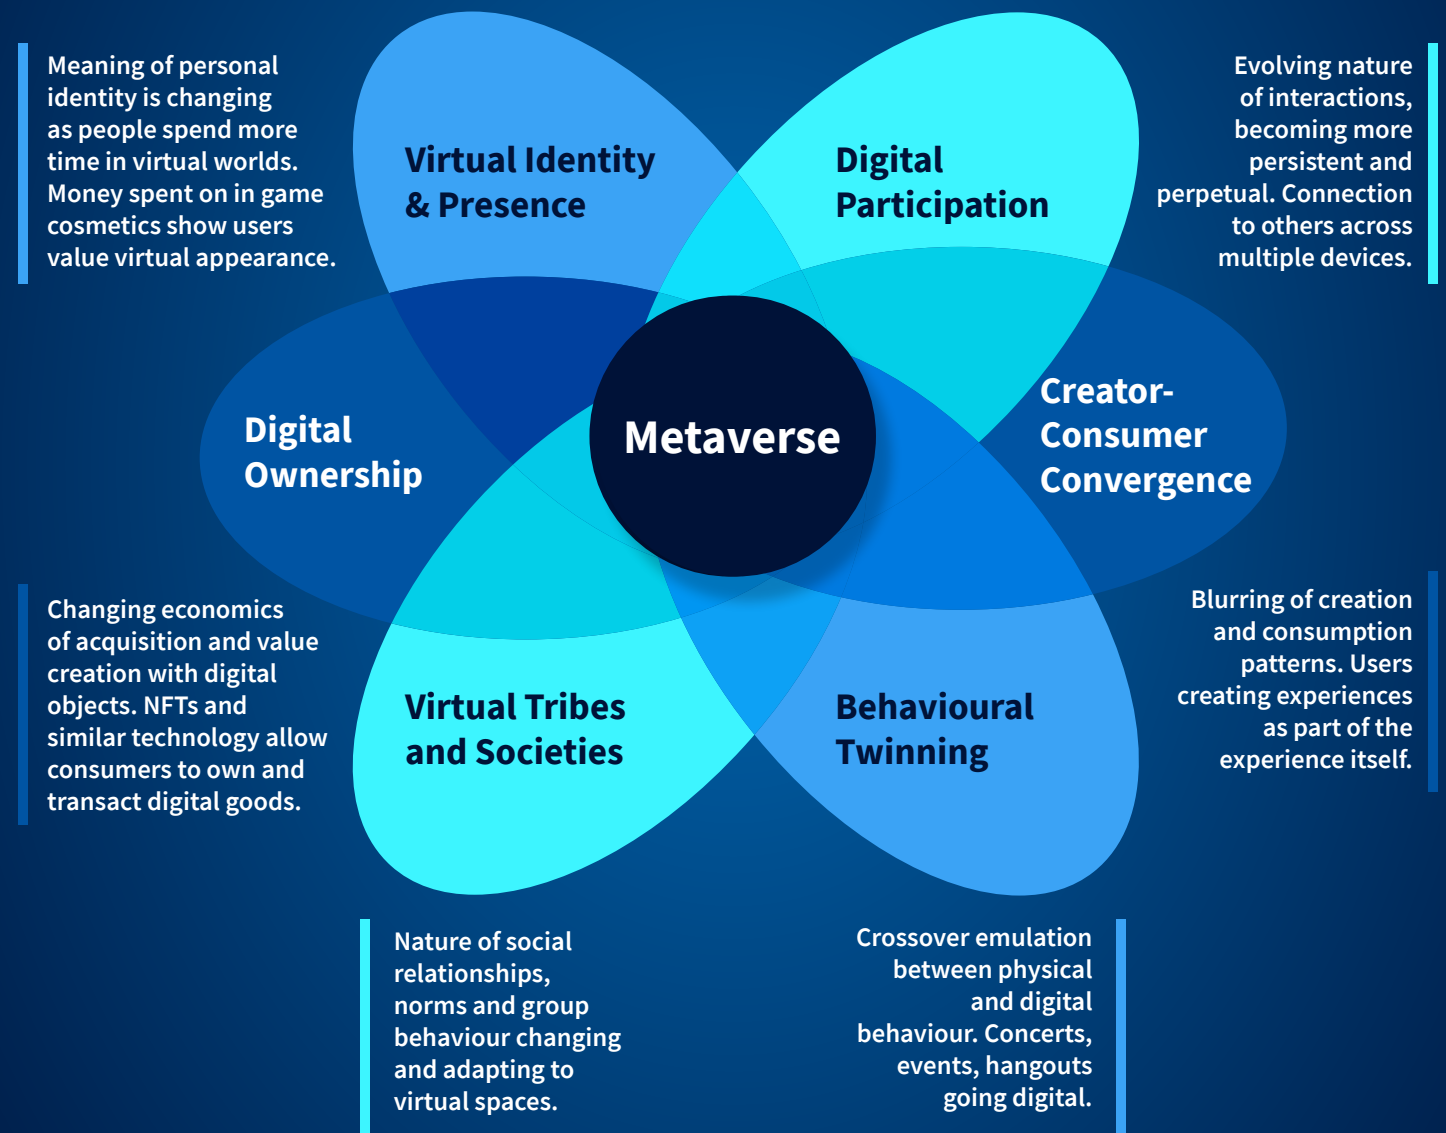 Meaning of personal
identity is changing
as people spend more
time in virtual worlds.
Money spent on in game
cosmetics show users
value virtual appearance.
Virtual Identity
& Presence
Digital
Participation
Evolving nature
of interactions,
becoming more
persistent and
perpetual. Connection
to others across
multiple devices.
Digital
Ownership
Metaverse
Creator-
Consumer
Convergence
Changing economics
of acquisition and value
creation with digital
objects. NFTs and
similar technology allow
consumers to own and
transact digital goods.
Virtual Tribes
and Societies
Behavioural
Twinning
Blurring of creation
and consumption
patterns. Users
creating experiences
as part of the
experience itself.
Nature of social
relationships,
norms and group
behaviour changing
and adapting to
virtual spaces.
Crossover emulation
between physical
and digital
behaviour. Concerts,
events, hangouts
going digital.